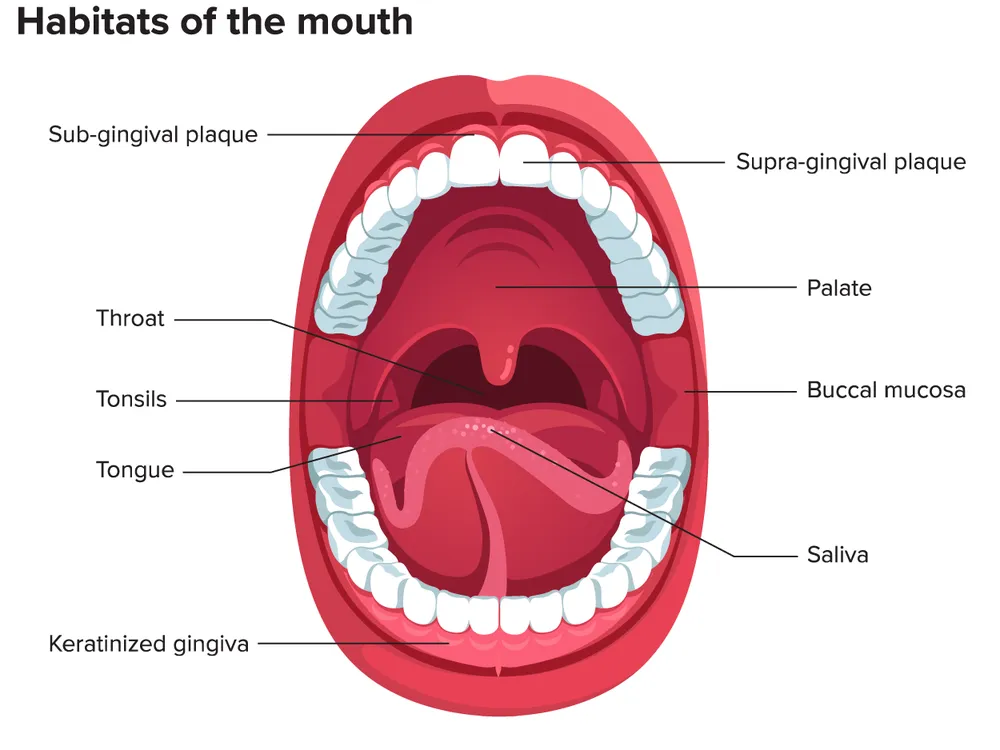 Habitats of the mouth
Sub-gingival plaque
Supra-gingival plaque
Palate
Throat
Buccal mucosa
Tonsils
Tongue
Saliva
Keratinized gingiva